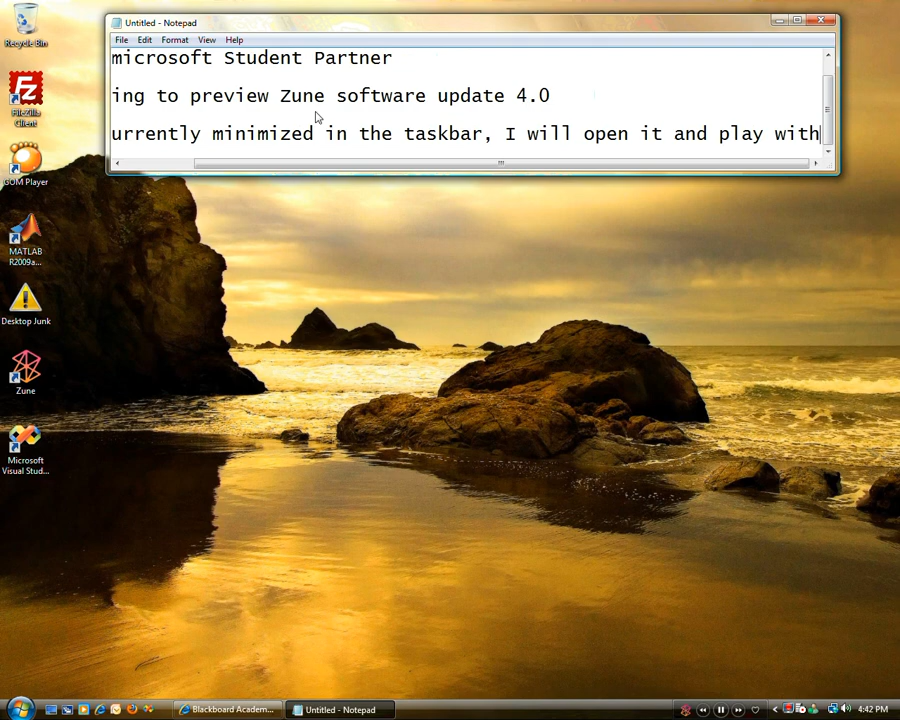 Untitled - Notepad
File Edit Format View Help
microsoft Student Partner
ing to preview Zune software update 4.0
urrently minimized in the taskbar, I will open it and play with
Recycle Bin
FileZilla
Client
GOM Player
MATLAB
R2009a...
Desktop Junk
Zune
Microsoft
Visual Stud...
Blackboard Academ...
Untitled - Notepad
4:42 PM